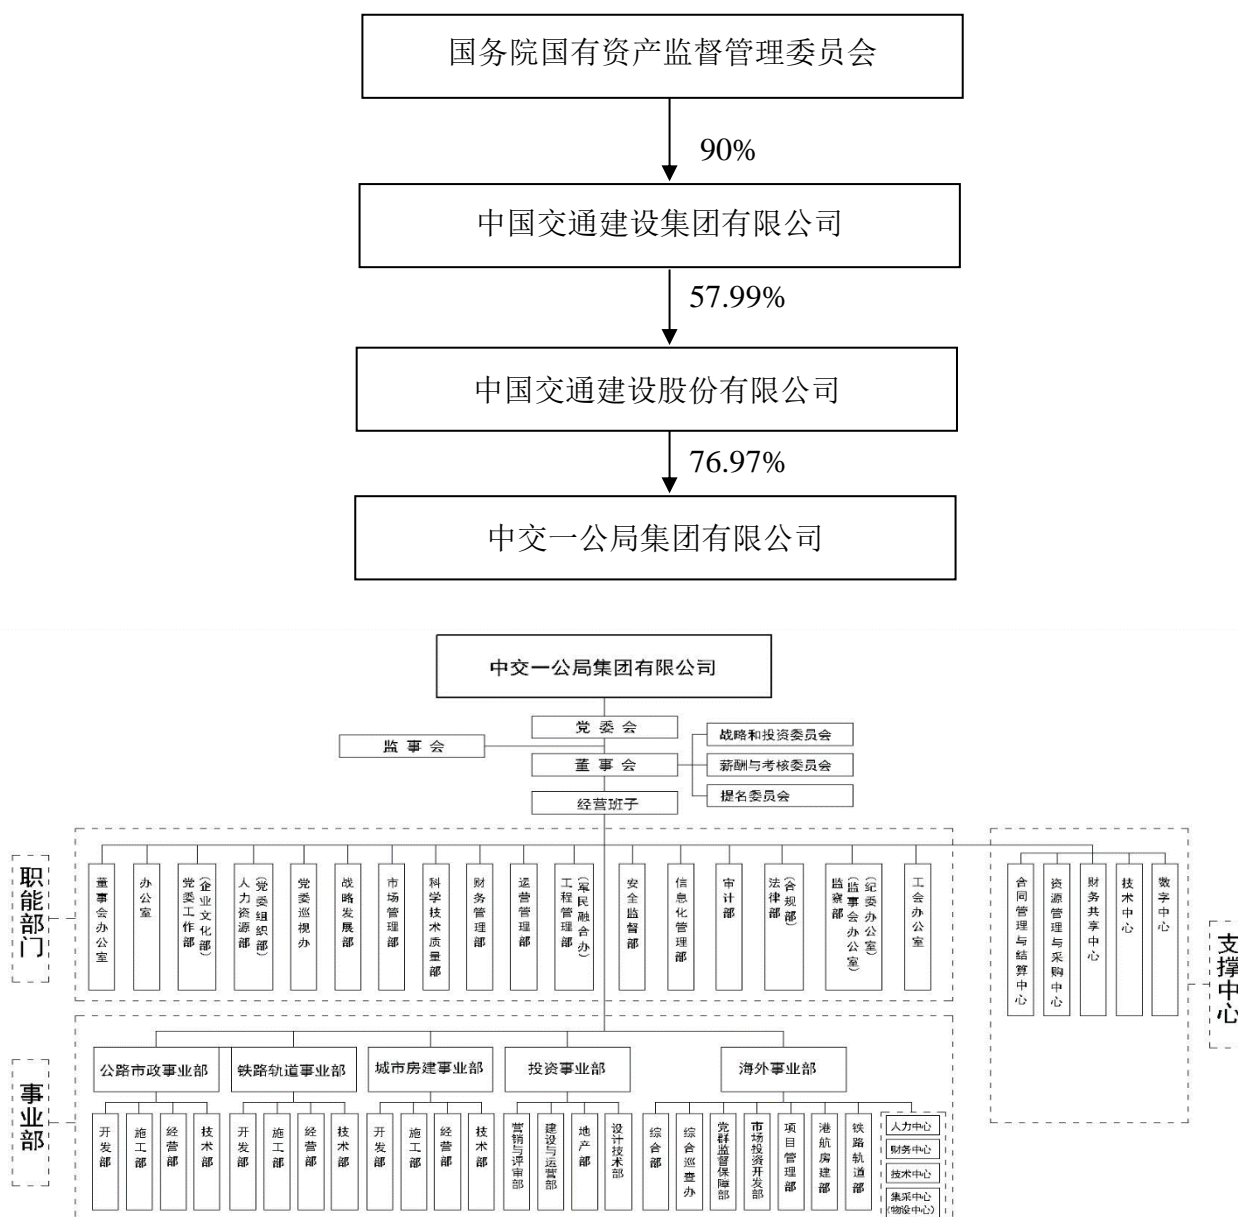 国务院国有资产监督管理委员会
90%
中国交通建设集团有限公司
57.99%
中国交通建设股份有限公司
76.97%
中交一公局集团有限公司
中交一公局集团有限公司
党委会
监事会
董事会
战略和投资委员会
薪酬与考核委员会
提名委员会
经营班子
职能部门
董事会办公室
办公室
党委工作部
(企业文化部)
人力资源部
(党委组织部)
党委巡视办
战略发展部
市场管理部
科学技术质量部
财务管理部
运营管理部
工程管理部
(军民融合办)
安全监督部
信息化管理部
审计部
法律部
(合规部)
监察部
(监事会办公室)
(纪委办公室)
工会办公室
合同管理与结算中心
资源管理与采购中心
财务共享中心
技术中心
数字中心
支撑中心
事业部
公路市政事业部
铁路轨道事业部
城市房建事业部
投资事业部
海外事业部
开发部
施工部
经营部
技术部
开发部
施工部
经营部
技术部
开发部
施工部
经营部
技术部
营销与评审部
建设与运营部
地产部
设计技术部
综合部
综合巡查办
党群监督保障部
市场投资开发部
项目管理部
港航房建部
铁路轨道部
人力中心
财务中心
技术中心
集采中心
(物设中心)